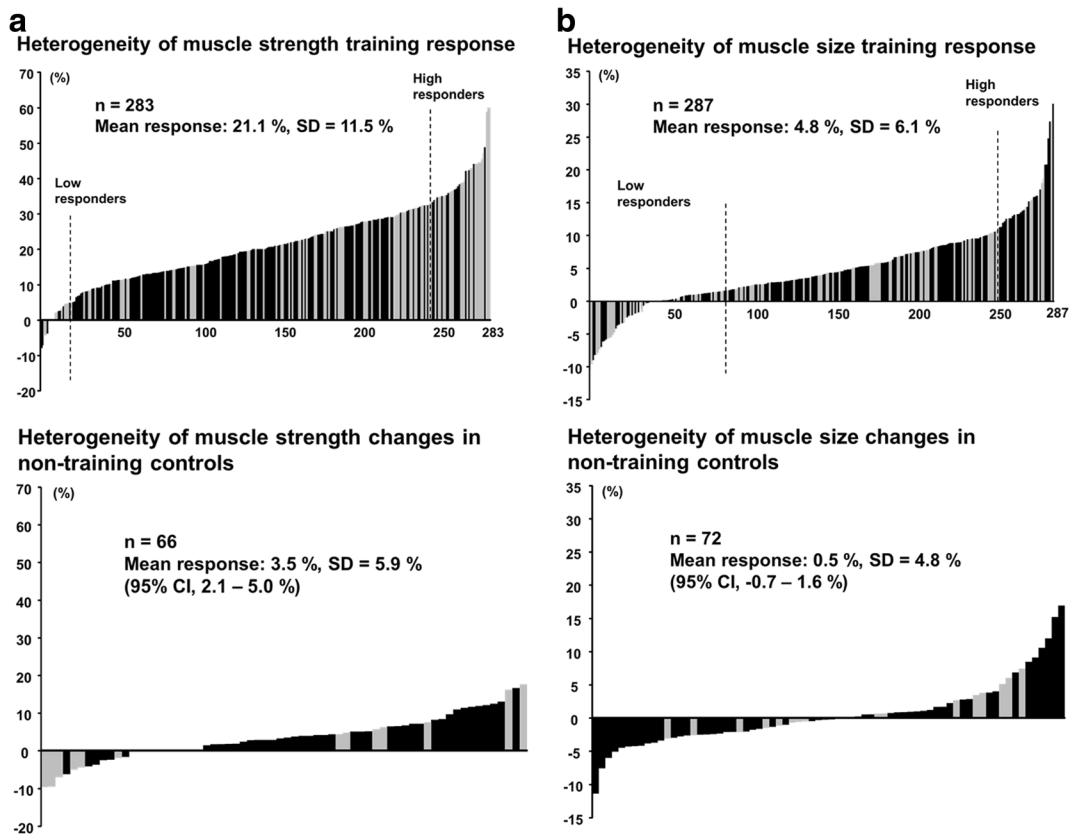 a
Heterogeneity of muscle strength training response
70
60
50
40
30
20
10
0
-10
-20
(%)
n = 283
Mean response: 21.1 %, SD = 11.5 %
Low
responders
High
responders
50
100
150
200
250
283
b
Heterogeneity of muscle size training response
35
30
25
20
15
10
5
0
-5
-10
-15
(%)
n = 287
Mean response: 4.8 %, SD = 6.1 %
Low
responders
High
responders
50
100
150
200
250
287
Heterogeneity of muscle strength changes in
non-training controls
70
60
50
40
30
20
10
0
-10
-20
(%)
n = 66
Mean response: 3.5 %, SD = 5.9 %
(95% CI, 2.1 – 5.0 %)
Heterogeneity of muscle size changes in
non-training controls
35
30
25
20
15
10
5
0
-5
-10
-15
(%)
n = 72
Mean response: 0.5 %, SD = 4.8 %
(95% CI, -0.7 – 1.6 %)